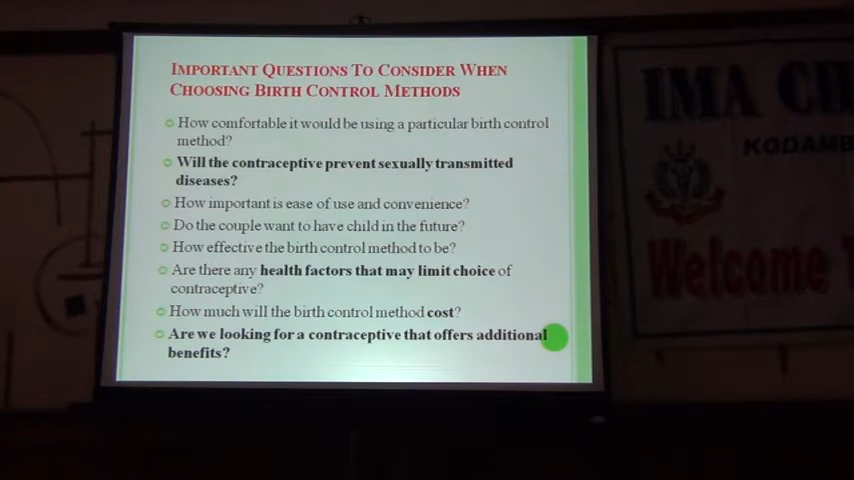 IMPORTANT QUESTIONS TO CONSIDER WHEN
CHOOSING BIRTH CONTROL METHODS
How comfortable it would be using a particular birth control
method?
Will the contraceptive prevent sexually transmitted
diseases?
How important is ease of use and convenience?
Do the couple want to have child in the future?
How effective the birth control method to be?
Are there any health factors that may limit choice of
contraceptive?
How much will the birth control method cost?
Are we looking for a contraceptive that offers additional
benefits?
IMA
KODAMB
Welcome